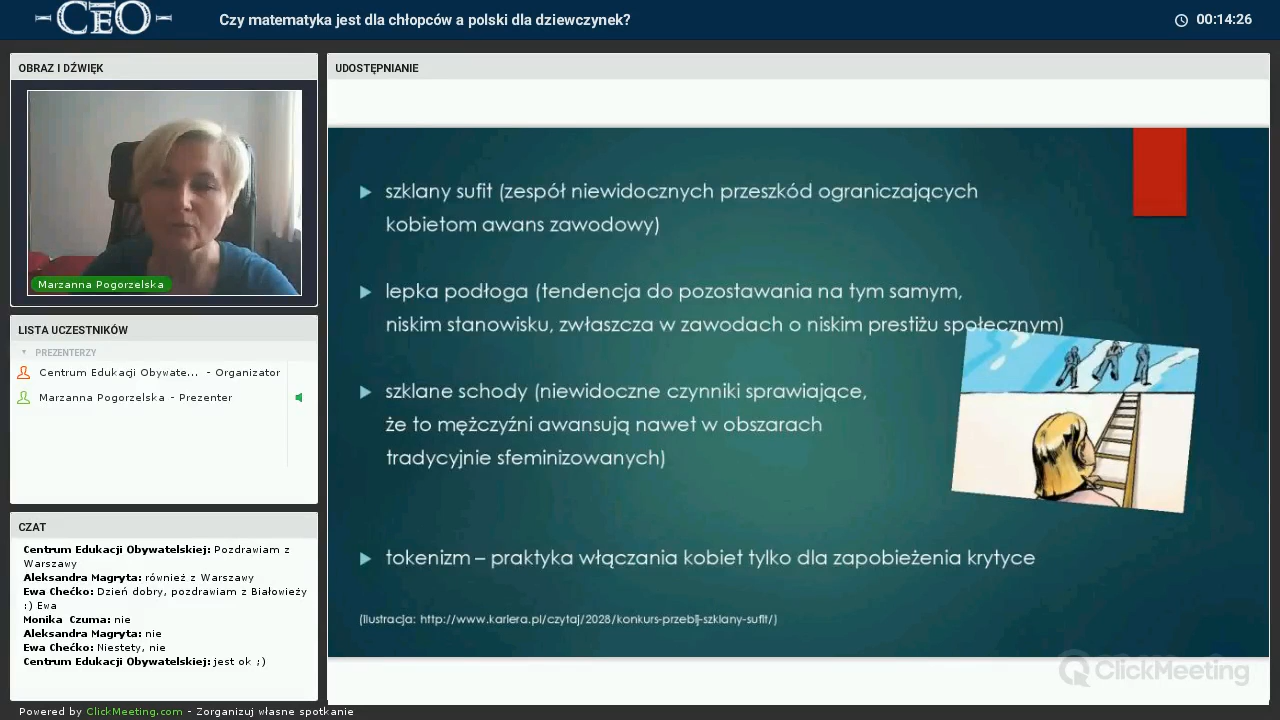 CEO
Czy matematyka jest dla chłopców a polski dla dziewczynek?
00:14:26
OBRAZ I DŹWIĘK
Marzanna Pogorzelska
LISTA UCZESTNIKÓW
PREZENTERZY
Centrum Edukacji Obywate... - Organizator
Marzanna Pogorzelska - Prezenter
CZAT
Centrum Edukacji Obywatelskiej: Pozdrawiam z
Warszawy
Aleksandra Magryta: również z Warszawy
Ewa Chećko: Dzień dobry, pozdrawiam z Białowieży
:) Ewa
Monika Czuma: nie
Aleksandra Magryta: nie
Ewa Chećko: Niestety, nie
Centrum Edukacji Obywatelskiej: jest ok ;)
UDOSTĘPNIANIE
szklany sufit (zespół niewidocznych przeszkód ograniczających
kobietom awans zawodowy)
lepka podłoga (tendencja do pozostawania na tym samym,
niskim stanowisku, zwłaszcza w zawodach o niskim prestiżu społecznym)
szklane schody (niewidoczne czynniki sprawiające,
że to mężczyźni awansują nawet w obszarach
tradycyjnie sfeminizowanych)
tokenizm – praktyka włączania kobiet tylko dla zapobieżenia krytyce
(ilustracja: http://www.kariera.pl/czytaj/2028/konkurs-przebij-szklany-sufit/)
ClickMeeting
Powered by ClickMeeting.com - Zorganizuj własne spotkanie